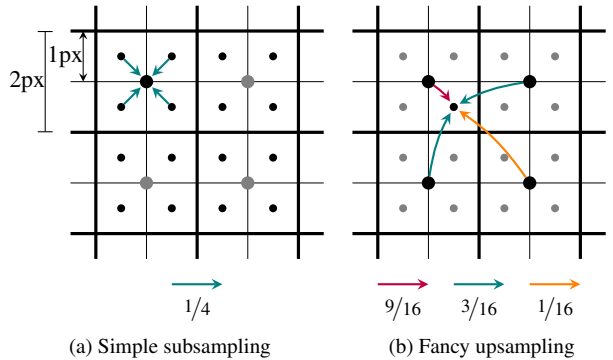 1px
2px
1/4
9/16 3/16 1/16
(a) Simple subsampling
(b) Fancy upsampling